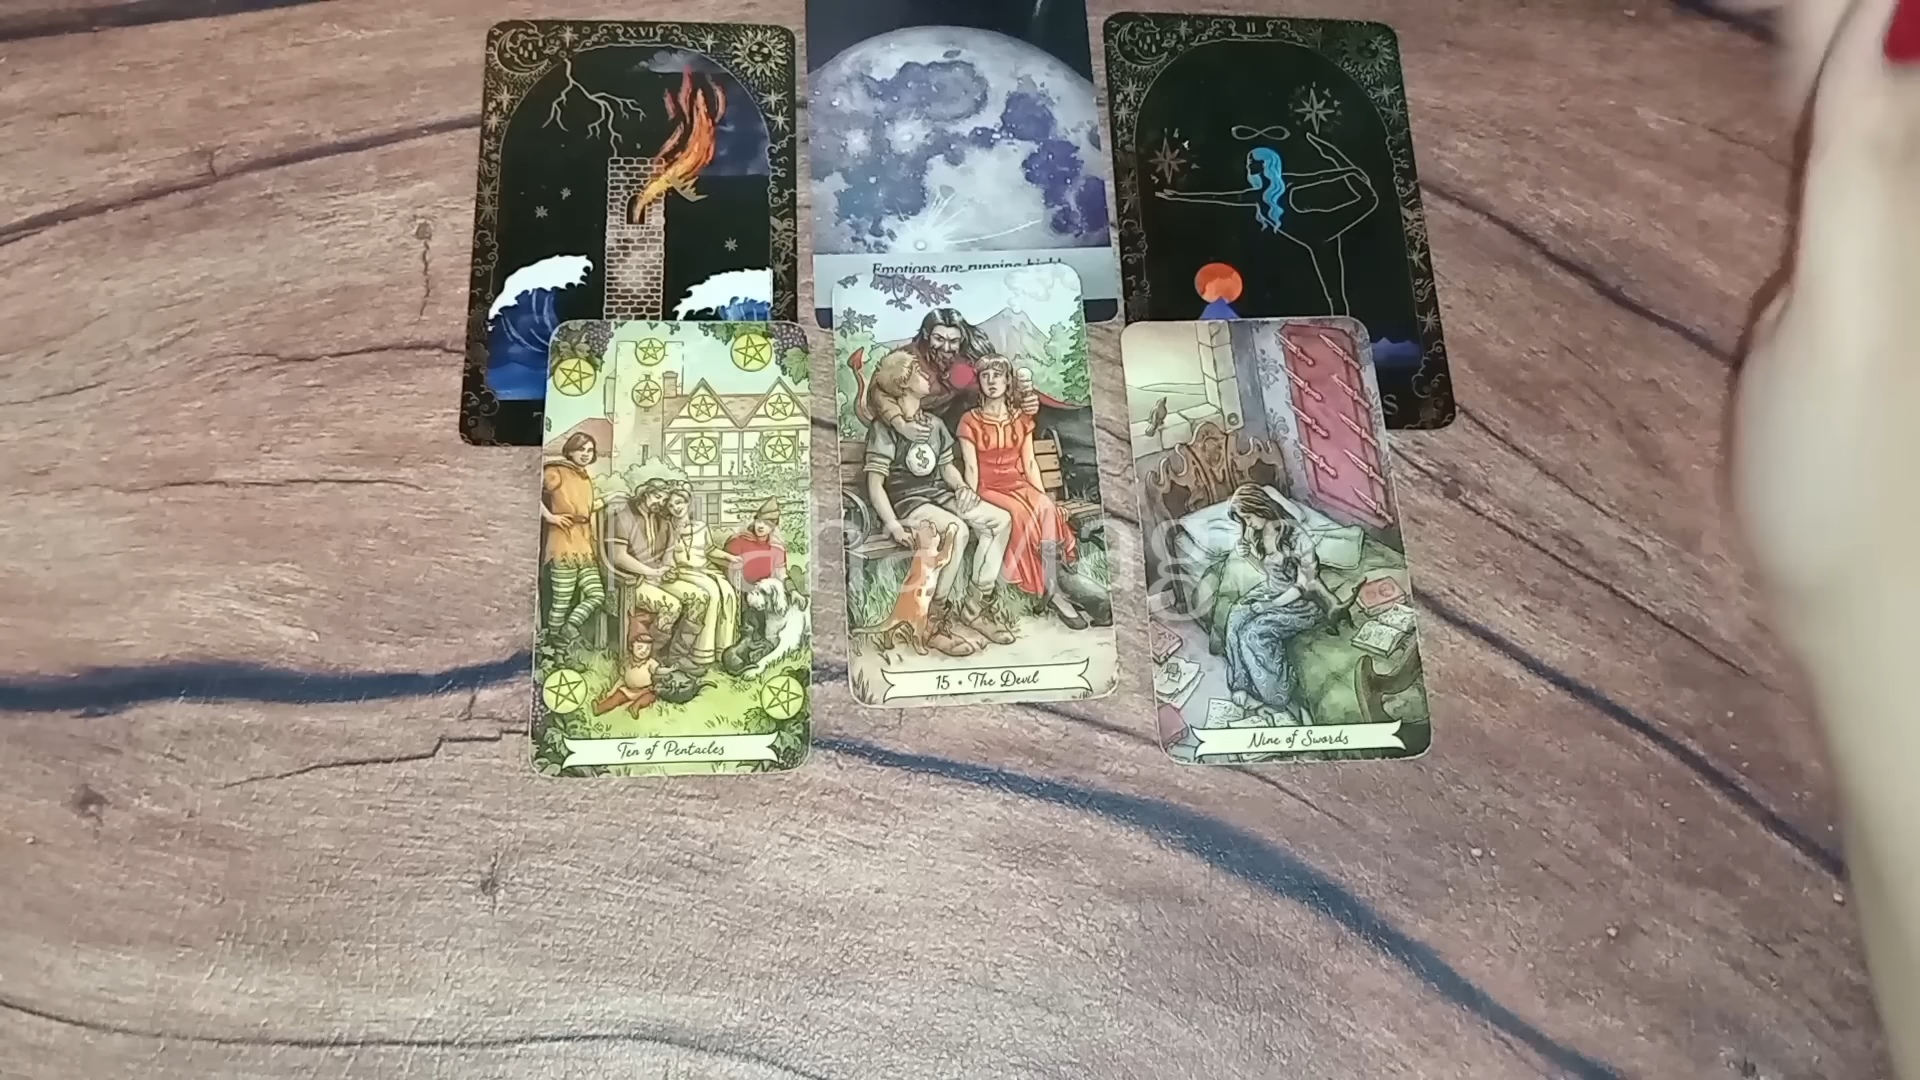 XVI
II
Emotions are running high!
S
$
15 • The Devil
Ten of Pentacles
Nine of Swords